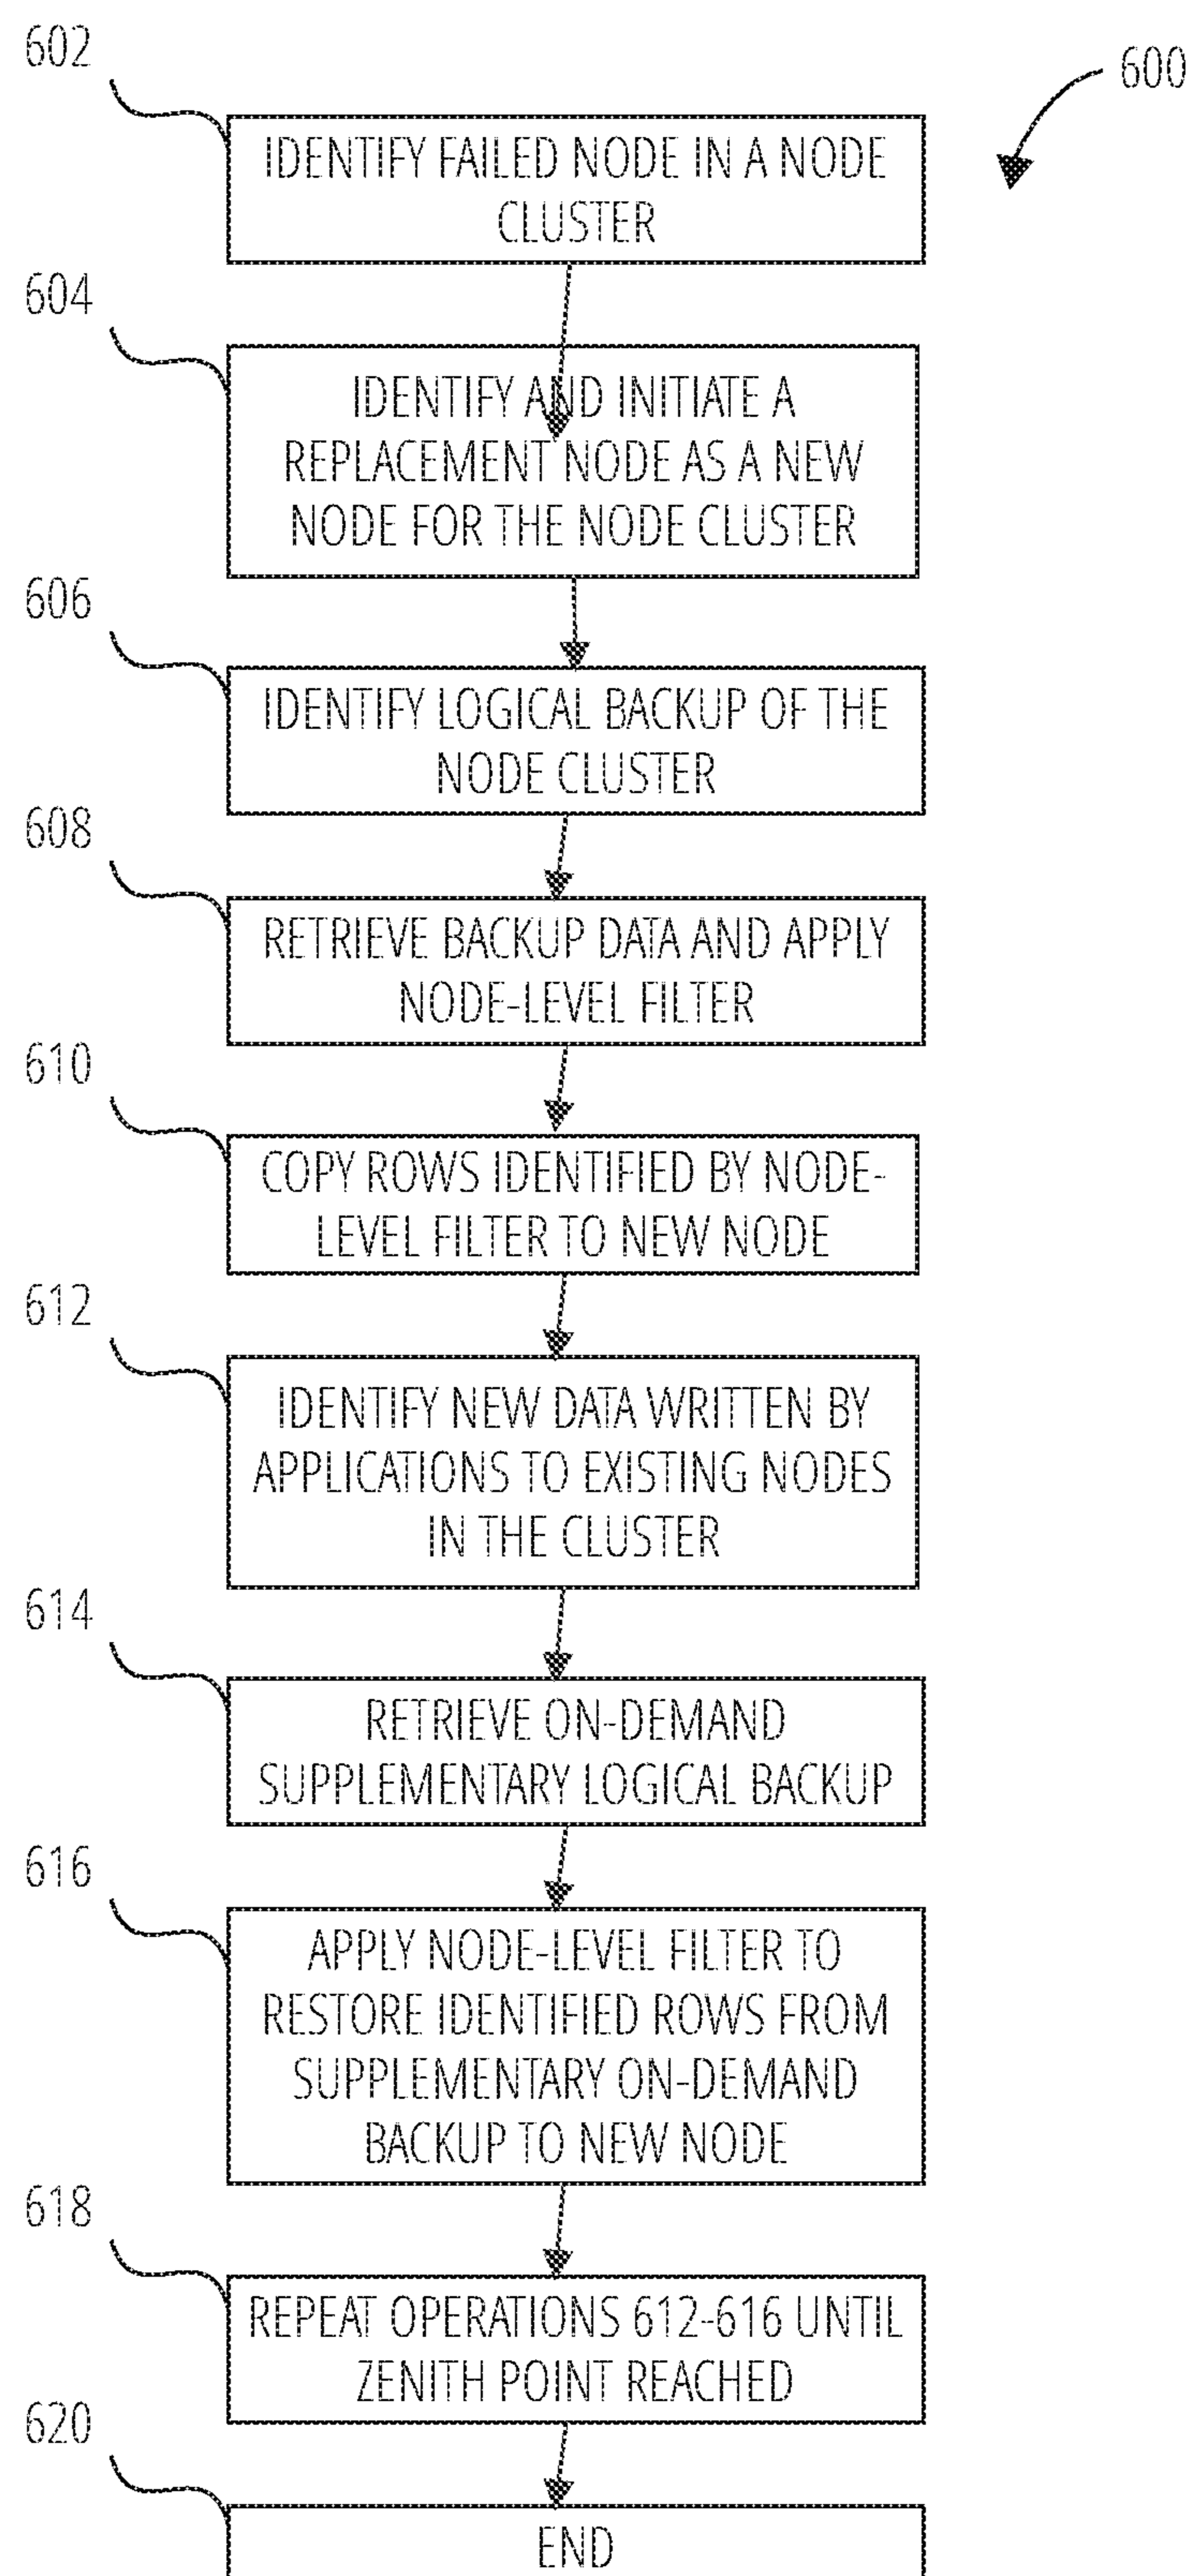 602
600
IDENTIFY FAILED NODE IN A NODE
CLUSTER
604
IDENTIFY AND INITIATE A
REPLACEMENT NODE AS A NEW
NODE FOR THE NODE CLUSTER
606
IDENTIFY LOGICAL BACKUP OF THE
NODE CLUSTER
608
RETRIEVE BACKUP DATA AND APPLY
NODE-LEVEL FILTER
610
COPY ROWS IDENTIFIED BY NODE-
LEVEL FILTER TO NEW NODE
612
IDENTIFY NEW DATA WRITTEN BY
APPLICATIONS TO EXISTING NODES
IN THE CLUSTER
614
RETRIEVE ON-DEMAND
SUPPLEMENTARY LOGICAL BACKUP
616
APPLY NODE-LEVEL FILTER TO
RESTORE IDENTIFIED ROWS FROM
SUPPLEMENTARY ON-DEMAND
BACKUP TO NEW NODE
618
REPEAT OPERATIONS 612-616 UNTIL
ZENITH POINT REACHED
620
END